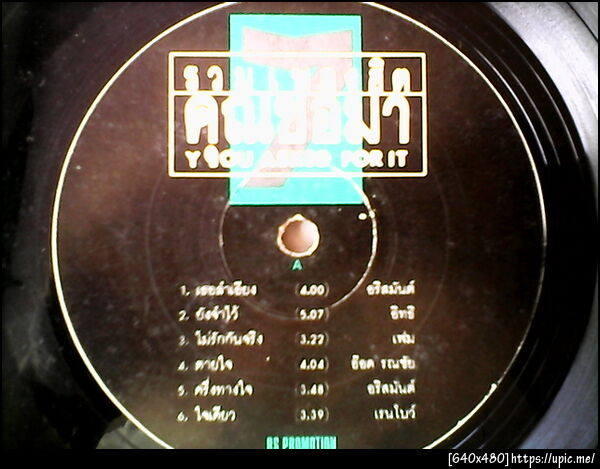 รวมเพลงฮิต
คุณขอมา
YOU ASKED FOR IT
A
1. เธอลำเอียง (4.00) อริสมันต์
2. ยังจำไว้ (5.07) อิทธิ
3. ไม่รักกันจริง (3.22) เฟม
4. ตายใจ 4.04 อ๊อด รณชัย
5. ครึ่งทางใจ (3.48) อริสมันต์
6. ใจเดียว (3.39) เรนโบว์
RS PROMOTION
[640x480]https://upic.me/